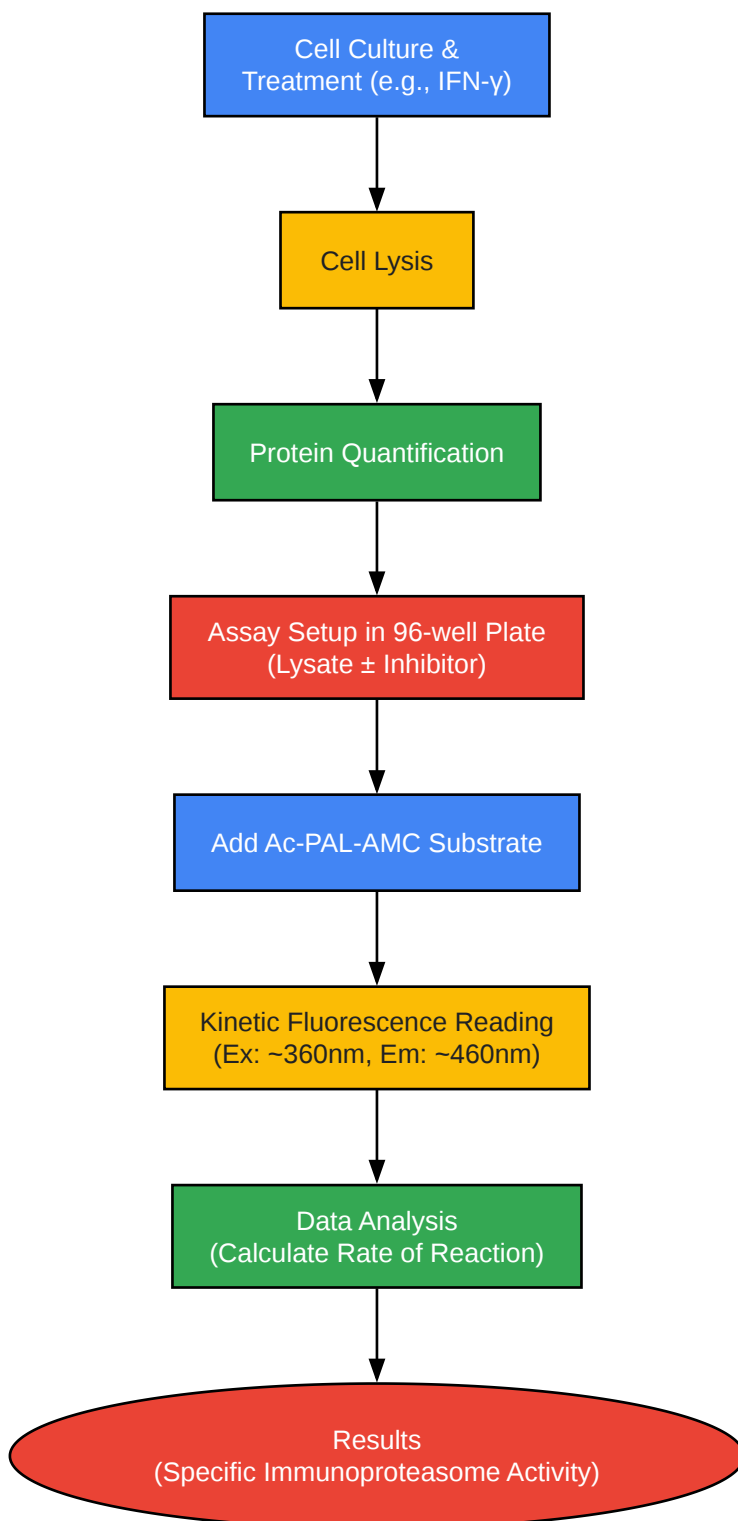 Cell Culture &
Treatment (e.g., IFN-γ)
Cell Lysis
Protein Quantification
Assay Setup in 96-well Plate
(Lysate ± Inhibitor)
Add Ac-PAL-AMC Substrate
Kinetic Fluorescence Reading
(Ex: ~360nm, Em: ~460nm)
Data Analysis
(Calculate Rate of Reaction)
Results
(Specific Immunoproteasome Activity)